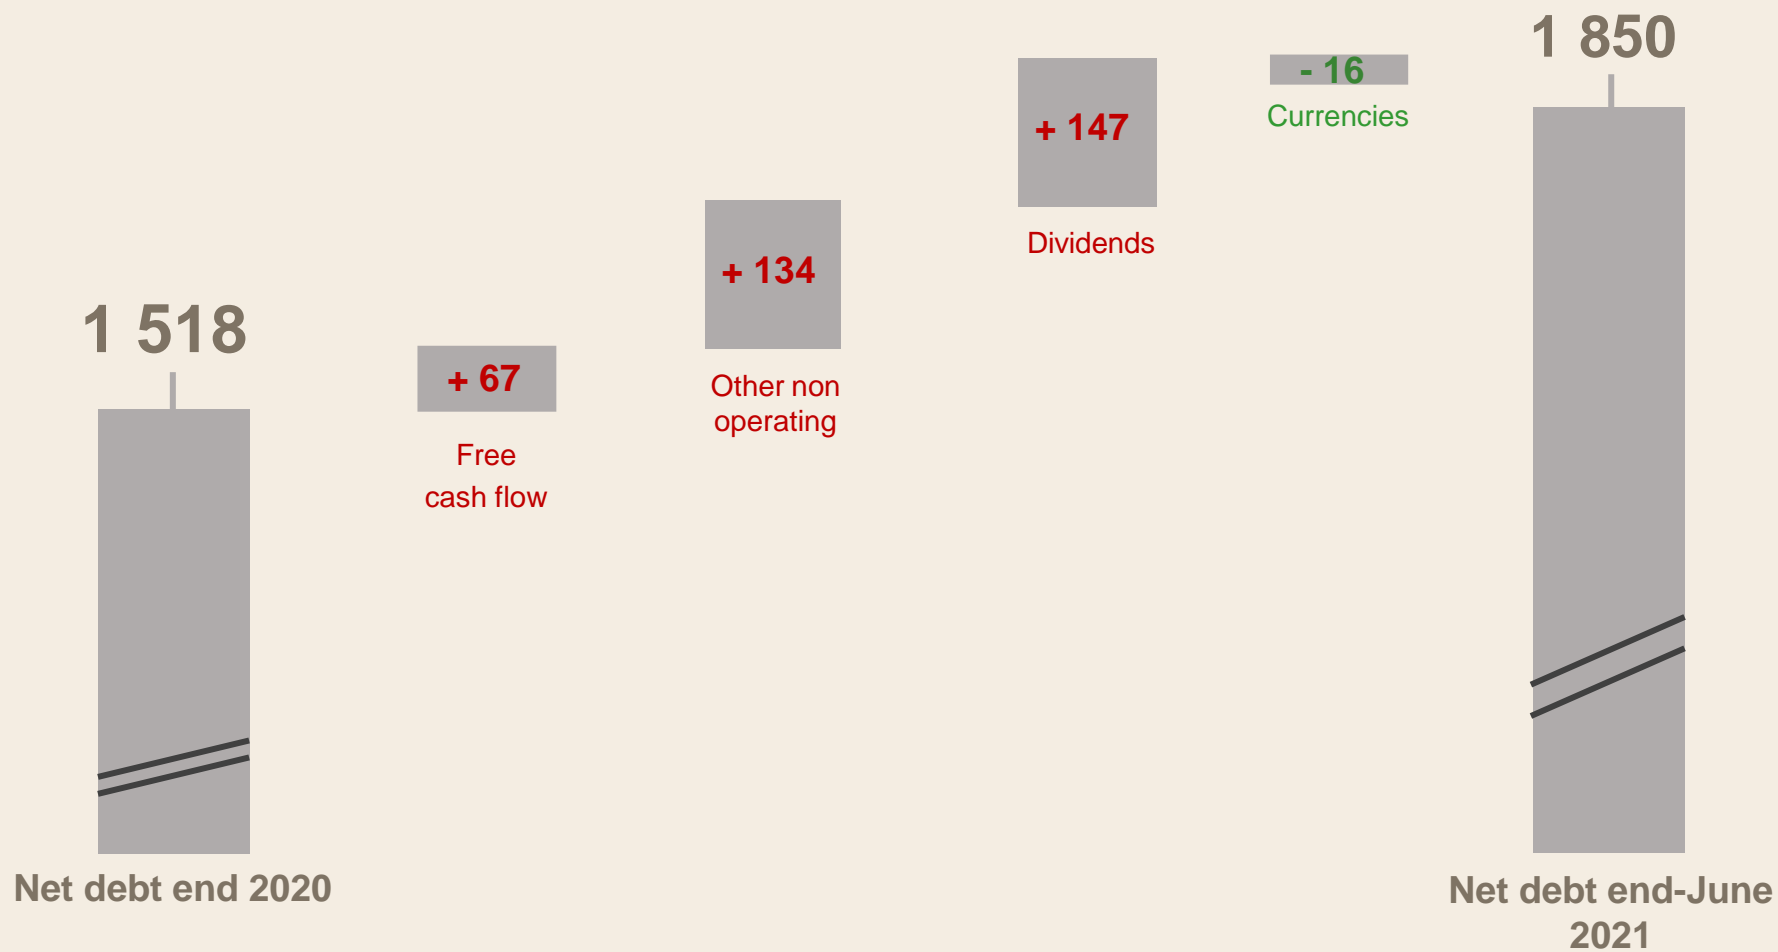 1 518
Net debt end 2020
+ 67
Free
cash flow
+ 134
Other non
operating
+ 147
Dividends
- 16
Currencies
1 850
Net debt end-June
2021